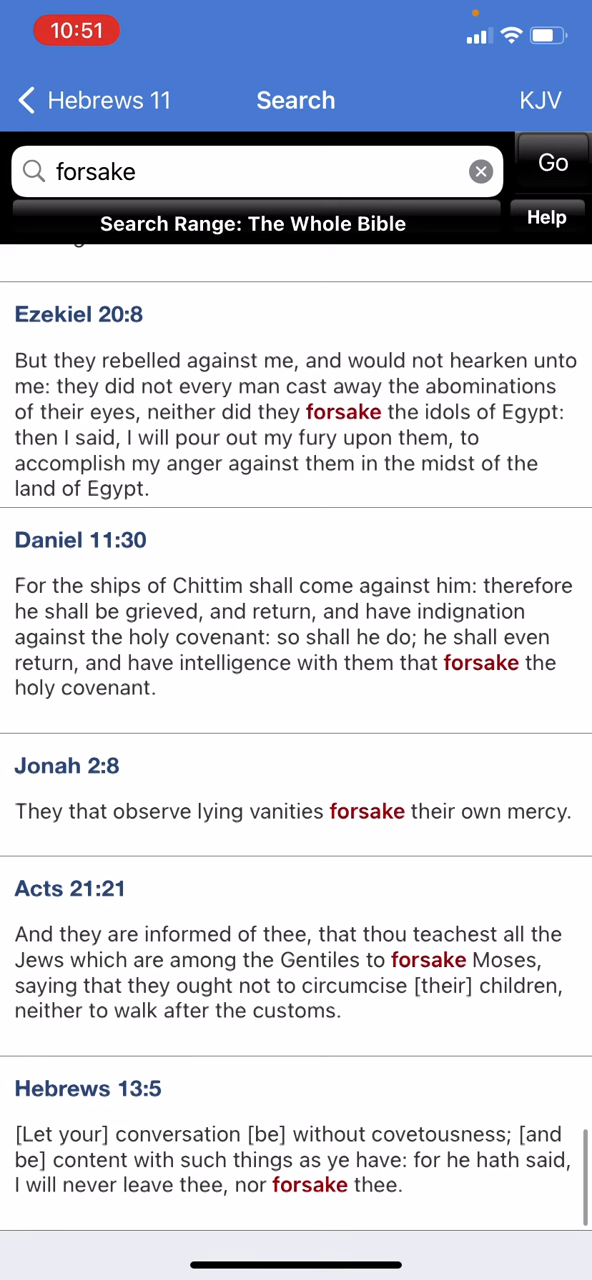 10:51
Hebrews 11
Search
KJV
forsake
Go
Search Range: The Whole Bible
Help
Ezekiel 20:8
But they rebelled against me, and would not hearken unto
me: they did not every man cast away the abominations
of their eyes, neither did they forsake the idols of Egypt:
then I said, I will pour out my fury upon them, to
accomplish my anger against them in the midst of the
land of Egypt.
Daniel 11:30
For the ships of Chittim shall come against him: therefore
he shall be grieved, and return, and have indignation
against the holy covenant: so shall he do; he shall even
return, and have intelligence with them that forsake the
holy covenant.
Jonah 2:8
They that observe lying vanities forsake their own mercy.
Acts 21:21
And they are informed of thee, that thou teachest all the
Jews which are among the Gentiles to forsake Moses,
saying that they ought not to circumcise [their] children,
neither to walk after the customs.
Hebrews 13:5
[Let your] conversation [be] without covetousness; [and
be] content with such things as ye have: for he hath said,
I will never leave thee, nor forsake thee.